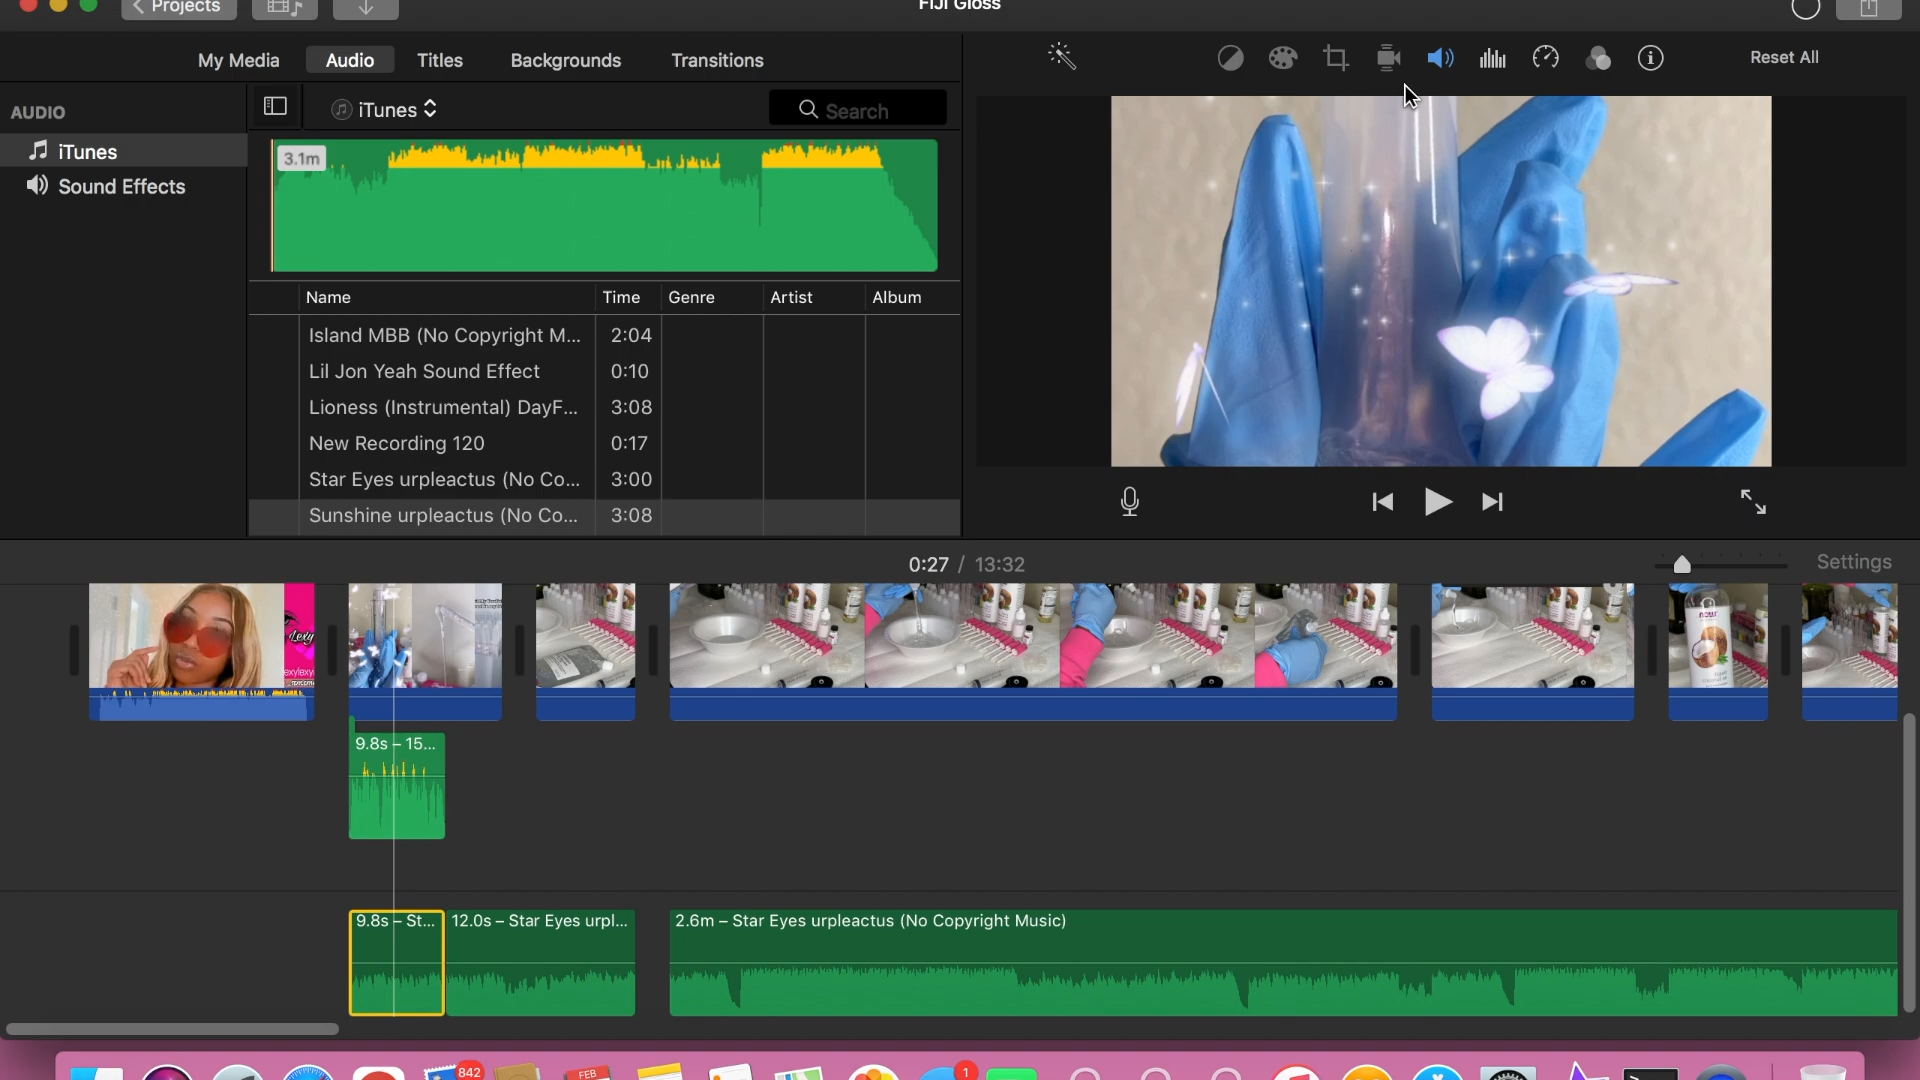 Projects
FIJI Gloss
My Media
Audio
Titles
Backgrounds
Transitions
Reset All
AUDIO
iTunes
Search
iTunes
Sound Effects
3.1m
Name
Time
Genre
Artist
Album
Island MBB (No Copyright M... 2:04
Lil Jon Yeah Sound Effect 0:10
Lioness (Instrumental) DayF... 3:08
New Recording 120 0:17
Star Eyes urpleactus (No Co... 3:00
Sunshine urpleactus (No Co... 3:08
0:27 / 13:32
Settings
Lexy
NOW
9.8s – 15...
9.8s – St...
12.0s – Star Eyes urpl...
2.6m – Star Eyes urpleactus (No Copyright Music)
842
FEB
1